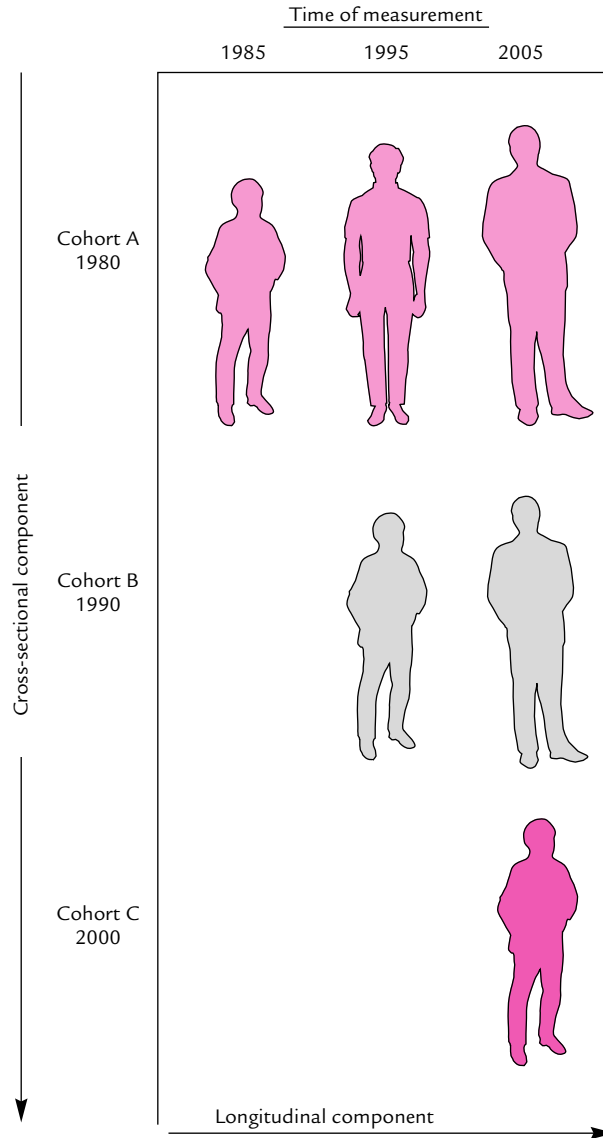 Time of measurement
1985 1995 2005
Cohort A
1980
Cross-sectional component
Cohort B
1990
Cohort C
2000
Longitudinal component